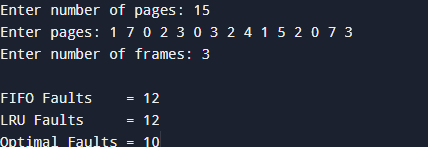 Enter number of pages: 15
Enter pages: 1 7 0 2 3 0 3 2 4 1 5 2 0 7 3
Enter number of frames: 3
FIFO Faults    = 12
LRU Faults     = 12
Optimal Faults = 10